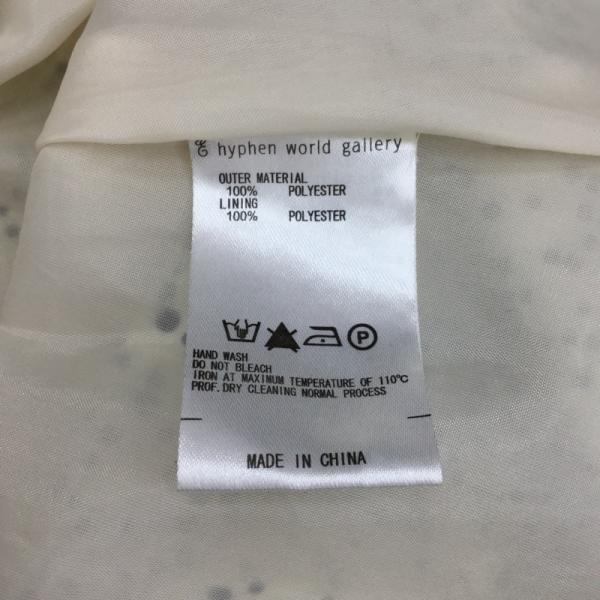 hyphen world gallery
OUTER MATERIAL
100% POLYESTER
LINING
100% POLYESTER
P
HAND WASH
DO NOT BLEACH
IRON AT MAXIMUM TEMPERATURE OF 110℃
PROF.DRY CLEANING NORMAL PROCESS
MADE IN CHINA